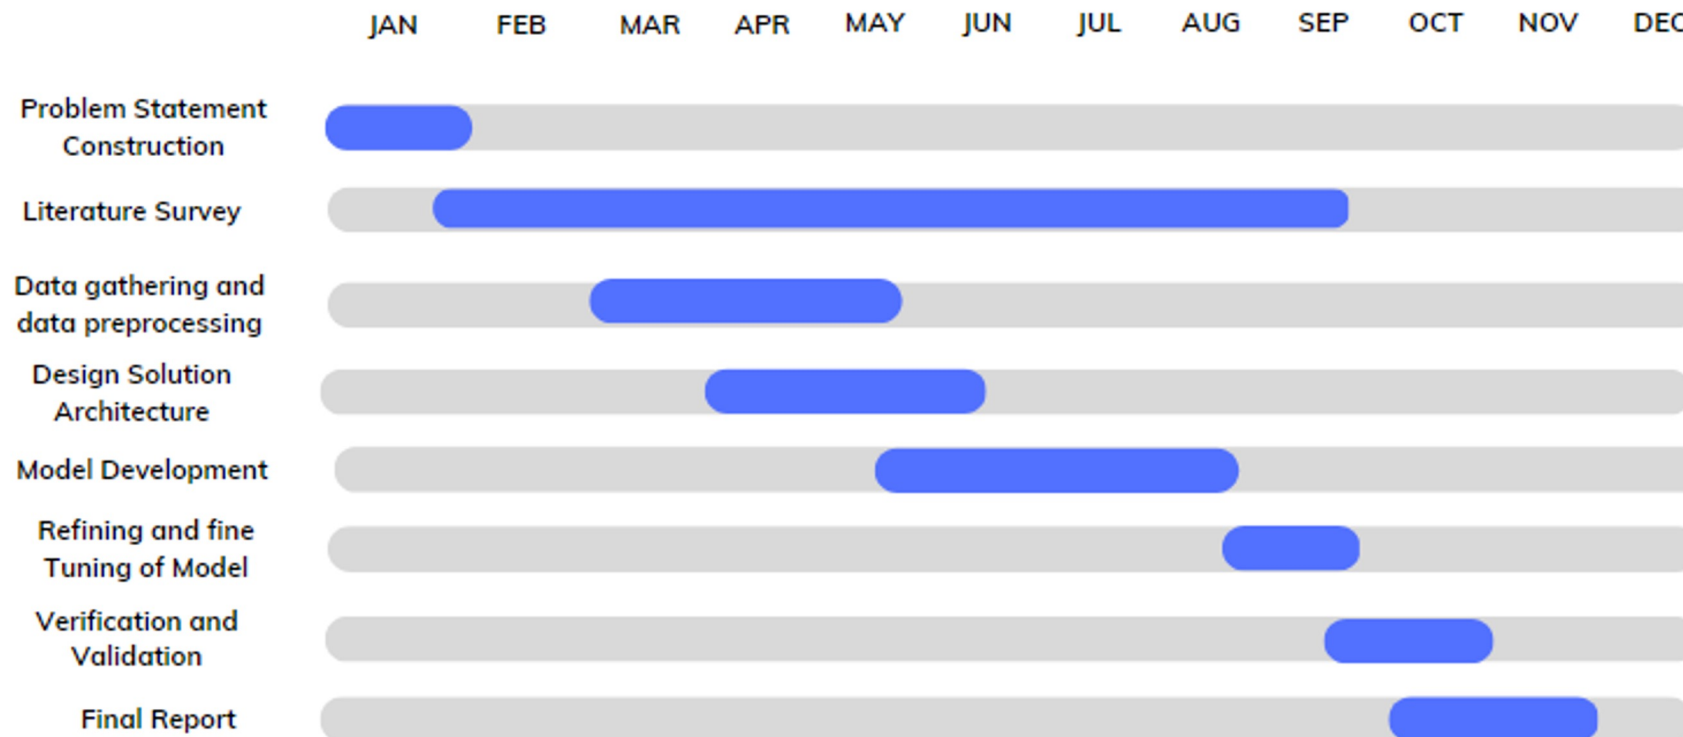 JAN FEB MAR APR MAY JUN JUL AUG SEP OCT NOV DEC
Problem Statement
Construction
Literature Survey
Data gathering and
data preprocessing
Design Solution
Architecture
Model Development
Refining and fine
Tuning of Model
Verification and
Validation
Final Report